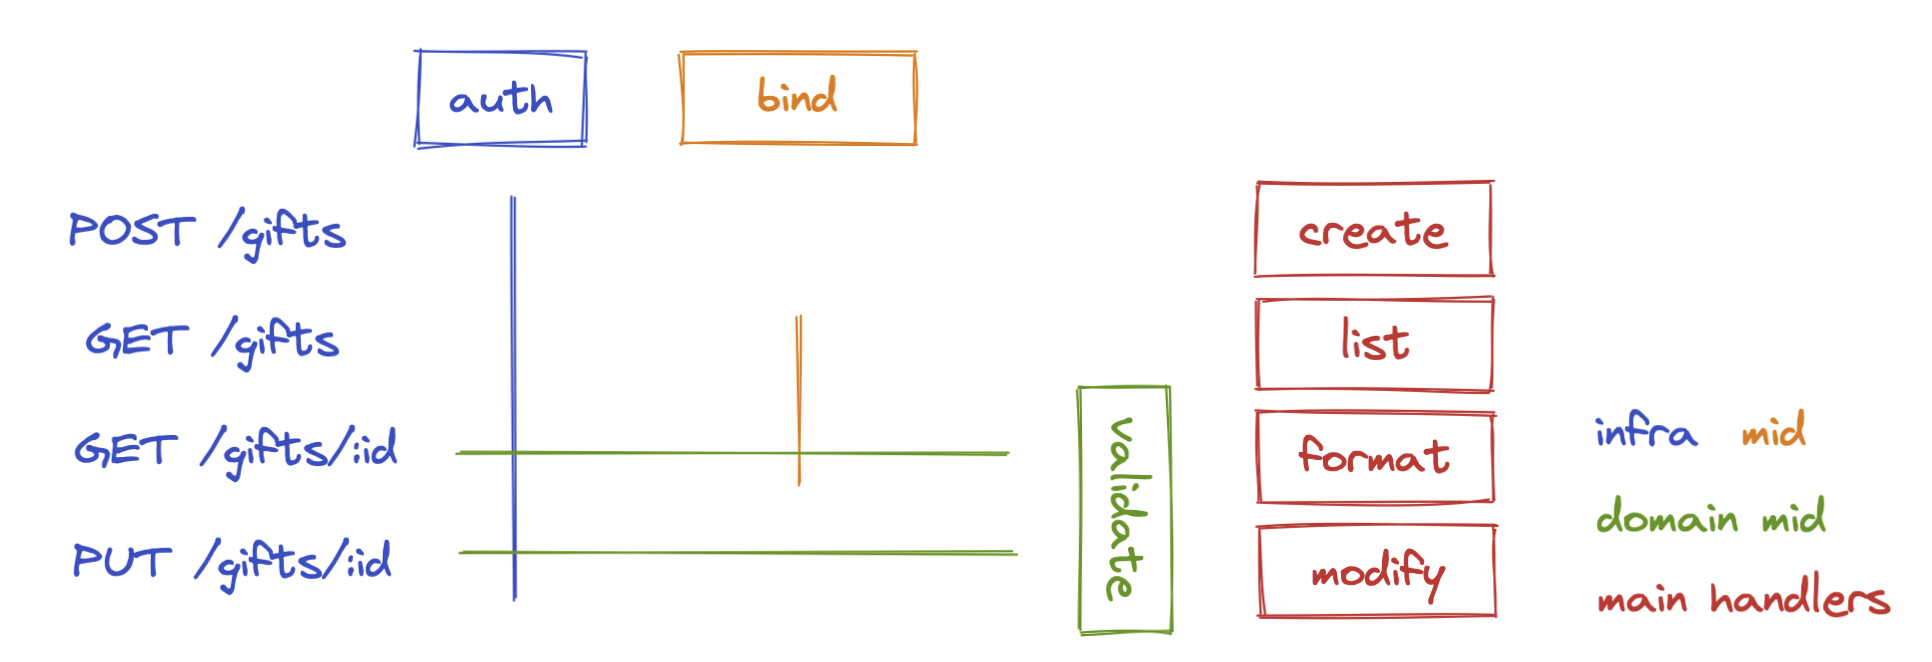 auth
bind
POST /gifts
GET /gifts
GET /gifts/:id
PUT /gifts/:id
validate
create
list
format
modify
infra mid
domain mid
main handlers